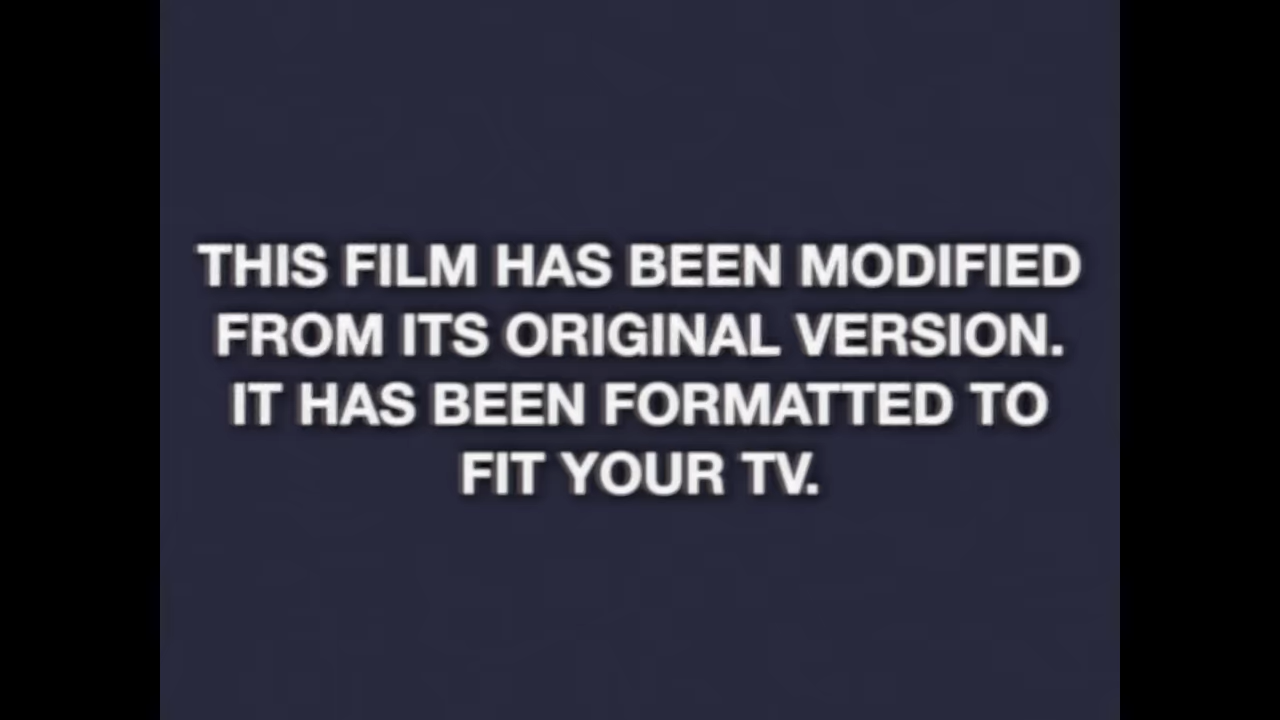 THIS FILM HAS BEEN MODIFIED
FROM ITS ORIGINAL VERSION.
IT HAS BEEN FORMATTED TO
FIT YOUR TV.